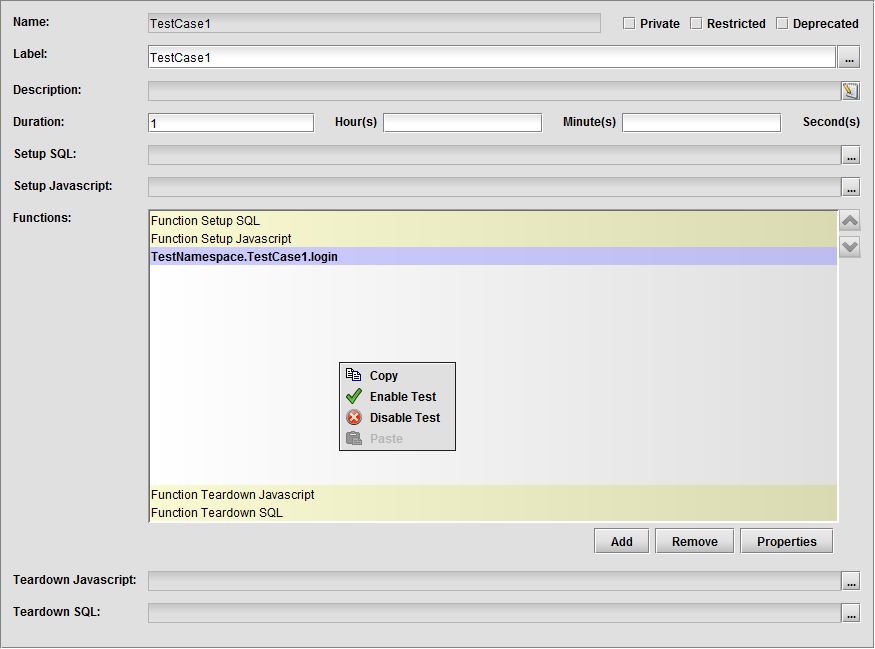 Name: TestCase1 Private Restricted Deprecated
Label: TestCase1 ...
Description:
Duration: 1 Hour(s) Minute(s) Second(s)
Setup SQL: ...
Setup Javascript: ...
Functions: Function Setup SQL
Function Setup Javascript
TestNamespace.TestCase1.login
Copy
Enable Test
Disable Test
Paste
Function Teardown Javascript
Function Teardown SQL
Add Remove Properties
Teardown Javascript: ...
Teardown SQL: ...